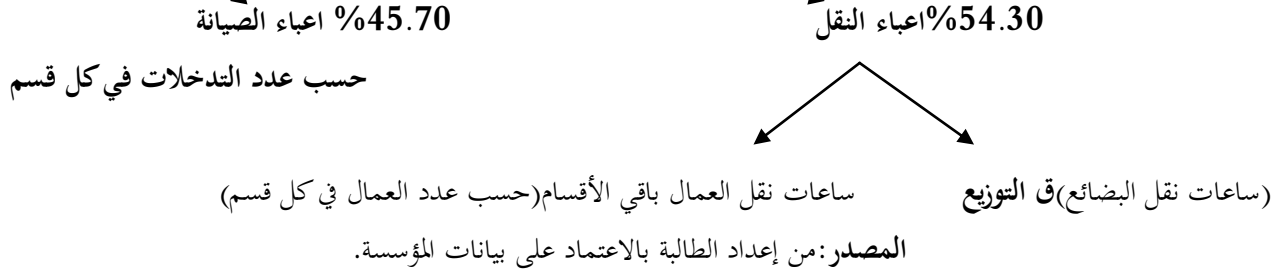 54.30%اعباء النقل
45.70% اعباء الصيانة
حسب عدد التدخلات في كل قسم
(ساعات نقل البضائع)ق التوزيع
ساعات نقل العمال باقي الأقسام(حسب عدد العمال في كل قسم)
المصدر:من إعداد الطالبة بالاعتماد على بيانات المؤسسة.